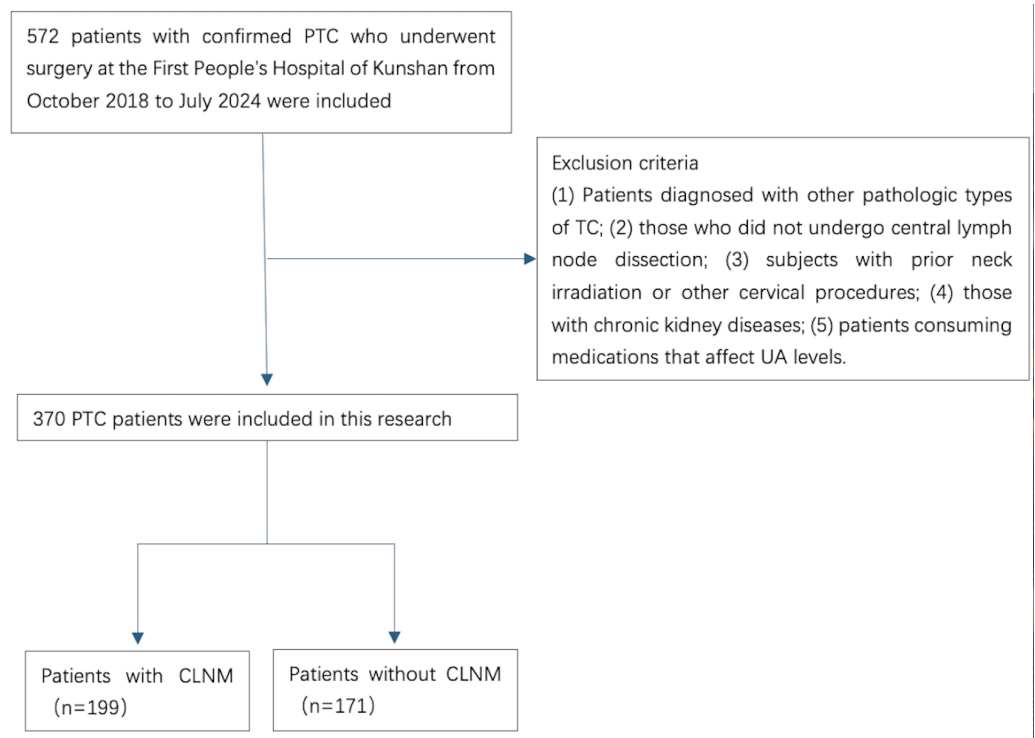 572 patients with confirmed PTC who underwent
surgery at the First People's Hospital of Kunshan from
October 2018 to July 2024 were included
Exclusion criteria
(1) Patients diagnosed with other pathologic types
of TC; (2) those who did not undergo central lymph
node dissection; (3) subjects with prior neck
irradiation or other cervical procedures; (4) those
with chronic kidney diseases; (5) patients consuming
medications that affect UA levels.
370 PTC patients were included in this research
Patients with CLNM
(n=199)
Patients without CLNM
(n=171)